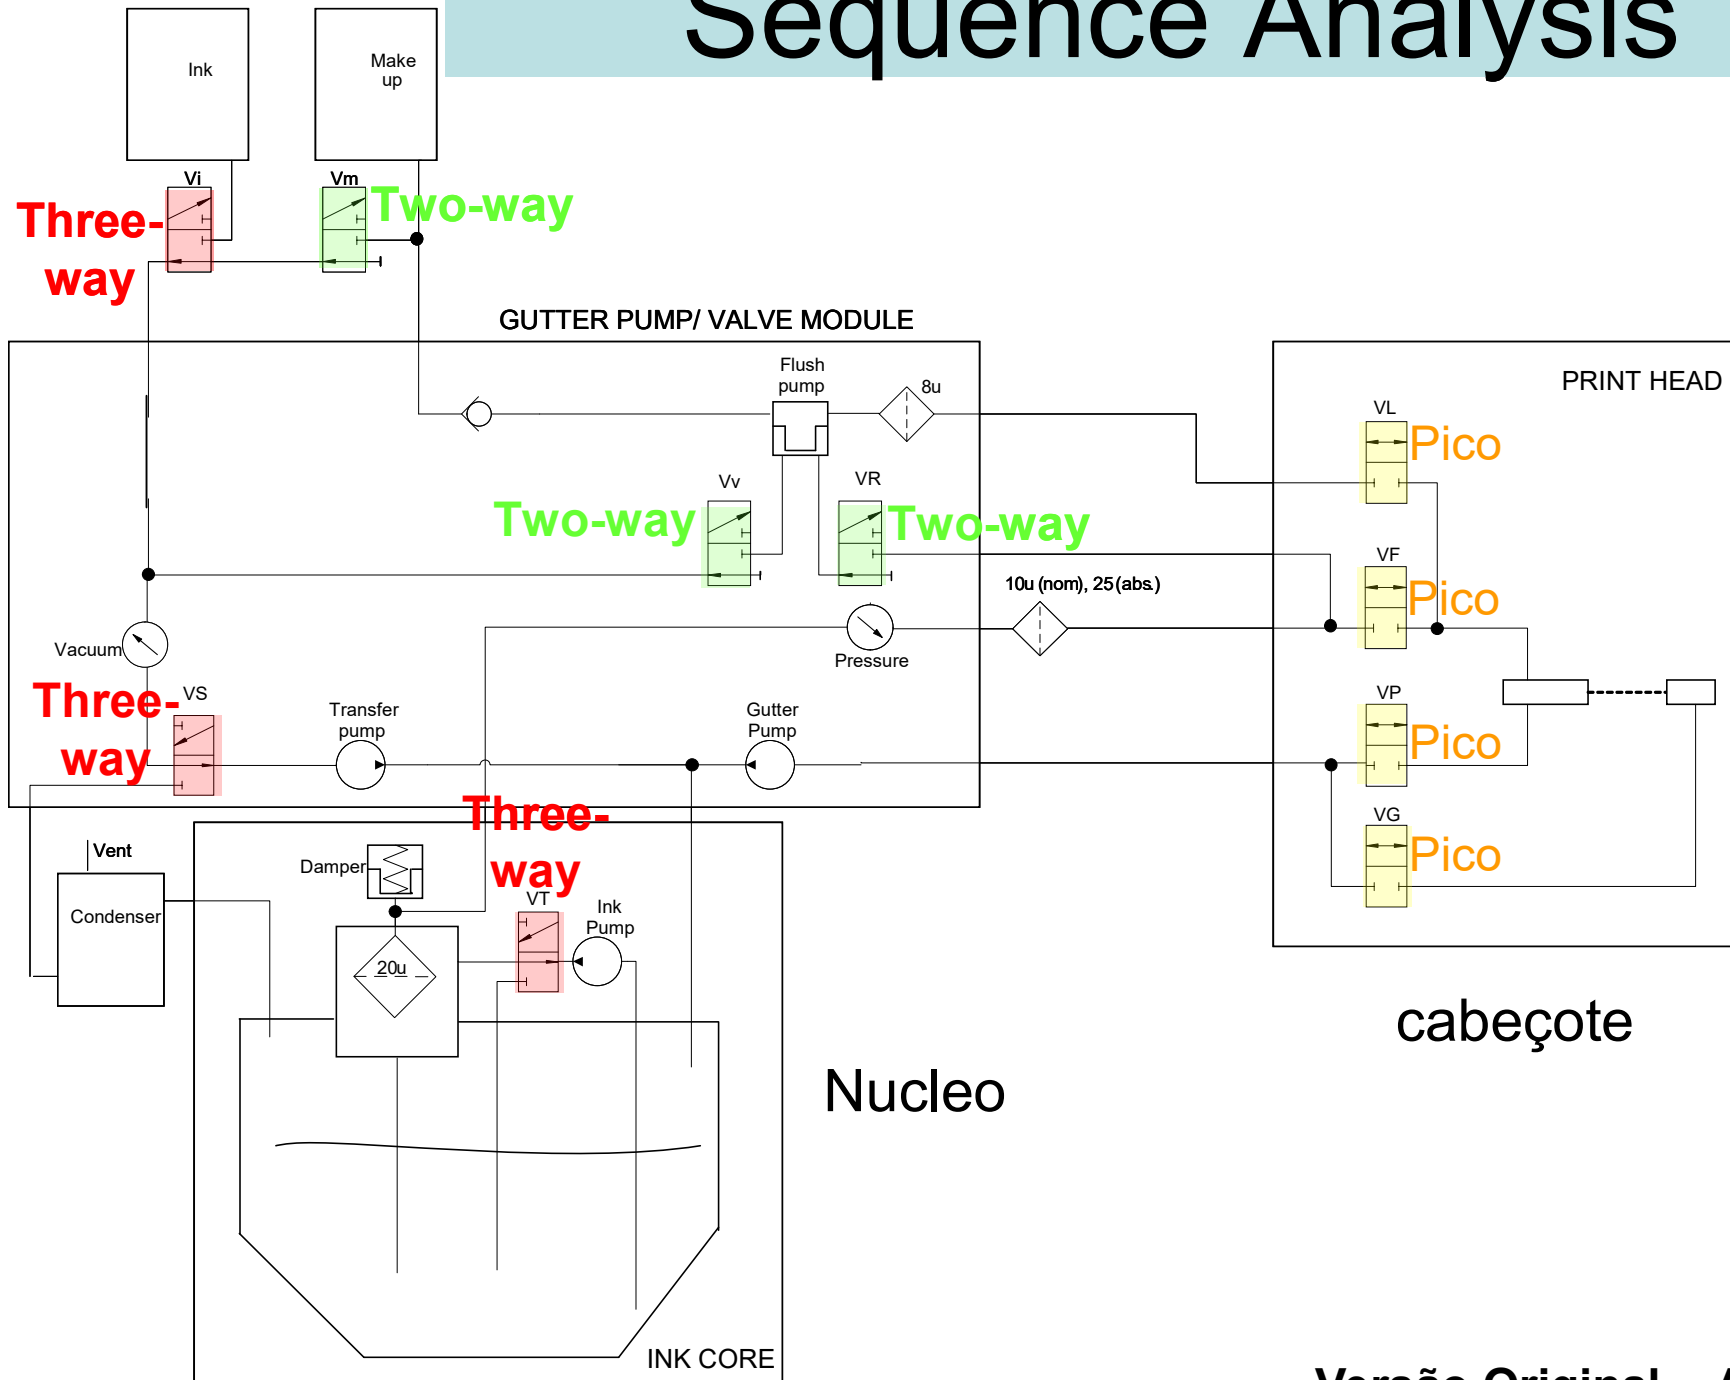 Sequence Analysis
Ink
Make
up
Vi
Vm
Three-
way
Two-way
GUTTER PUMP/ VALVE MODULE
Flush
pump
8u
PRINT HEAD
VL
Pico
Vv
VR
Two-way
Two-way
VF
Pico
10u (nom), 25 (abs.)
Vacuum
Pressure
Three-
way
VS
Transfer
pump
Gutter
Pump
VP
Pico
Three-
way
VG
Pico
Vent
Damper
VT
Ink
Pump
Condenser
20u
cabeçote
Nucleo
INK CORE
Versão Original